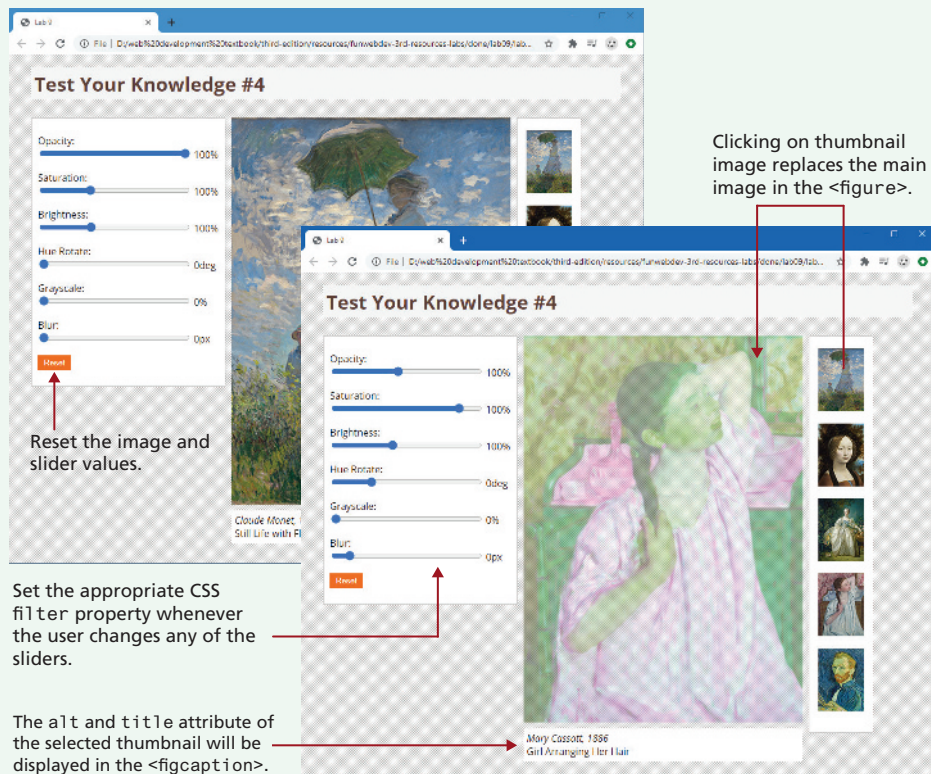 Lab 9
File | D:/web%20development%20textbook/third-edition/resources/funwebdev-3rd-resources-labs/done/lab09/lab...
Test Your Knowledge #4
Opacity:
100%
Saturation:
100%
Brightness:
100%
Hue Rotate:
0deg
Grayscale:
0%
Blur:
0px
Reset
Claude Monet,
Still Life with Fl
Reset the image and
slider values.
Clicking on thumbnail
image replaces the main
image in the <figure>.
Lab 9
File | D:/web%20development%20textbook/third-edition/resources/funwebdev-3rd-resources-labs/done/lab09/lab...
Test Your Knowledge #4
Opacity:
100%
Saturation:
100%
Brightness:
100%
Hue Rotate:
0deg
Grayscale:
0%
Blur:
0px
Reset
Mary Cassatt, 1886
Girl Arranging Her Hair
Set the appropriate CSS
filter property whenever
the user changes any of the
sliders.
The alt and title attribute of
the selected thumbnail will be
displayed in the <figcaption>.